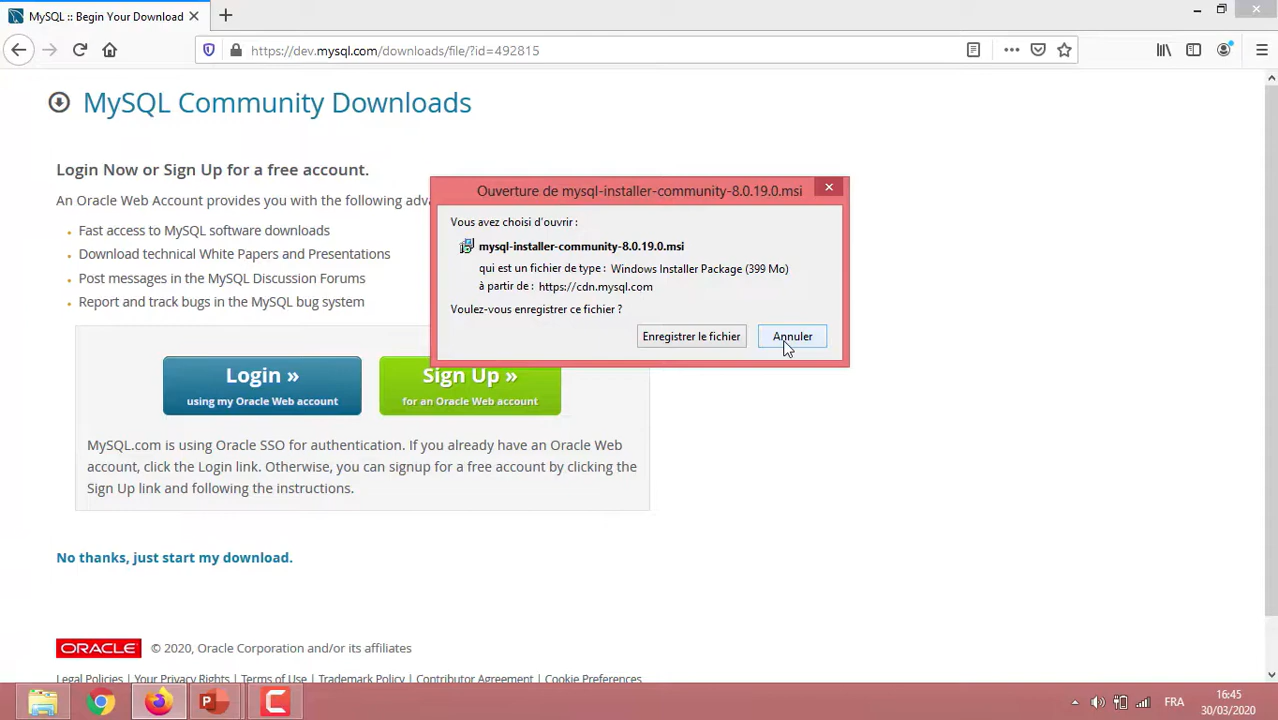 MySQL :: Begin Your Download
https://dev.mysql.com/downloads/file/?id=492815
MySQL Community Downloads
Login Now or Sign Up for a free account.
An Oracle Web Account provides you with the following adva
Fast access to MySQL software downloads
Download technical White Papers and Presentations
Post messages in the MySQL Discussion Forums
Report and track bugs in the MySQL bug system
Ouverture de mysql-installer-community-8.0.19.0.msi
Vous avez choisi d'ouvrir :
mysql-installer-community-8.0.19.0.msi
qui est un fichier de type : Windows Installer Package (399 Mo)
à partir de : https://cdn.mysql.com
Voulez-vous enregistrer ce fichier ?
Enregistrer le fichier
Annuler
Login »
using my Oracle Web account
Sign Up »
for an Oracle Web account
MySQL.com is using Oracle SSO for authentication. If you already have an Oracle Web
account, click the Login link. Otherwise, you can signup for a free account by clicking the
Sign Up link and following the instructions.
No thanks, just start my download.
ORACLE © 2020, Oracle Corporation and/or its affiliates
Legal Policies | Your Privacy Rights | Terms of Use | Trademark Policy | Contributor Agreement | Cookie Preferences
FRA
16:45
30/03/2020